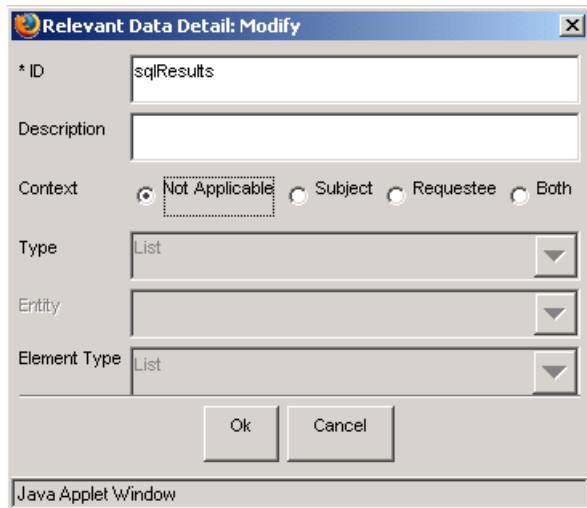 Relevant Data Detail: Modify
* ID sqlResults
Description
Context Not Applicable Subject Requestee Both
Type List
Entity
Element Type List
Ok Cancel
Java Applet Window